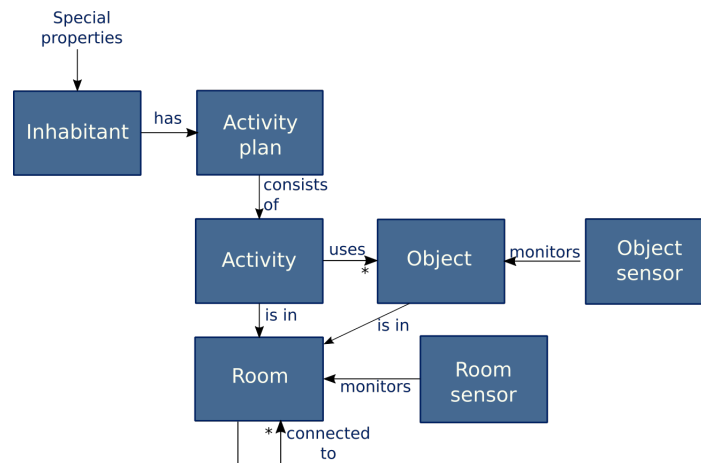 Special
properties
Inhabitant
has
Activity
plan
consists
of
Activity
uses
*
Object
monitors
Object
sensor
is in
is in
Room
monitors
Room
sensor
* connected
to